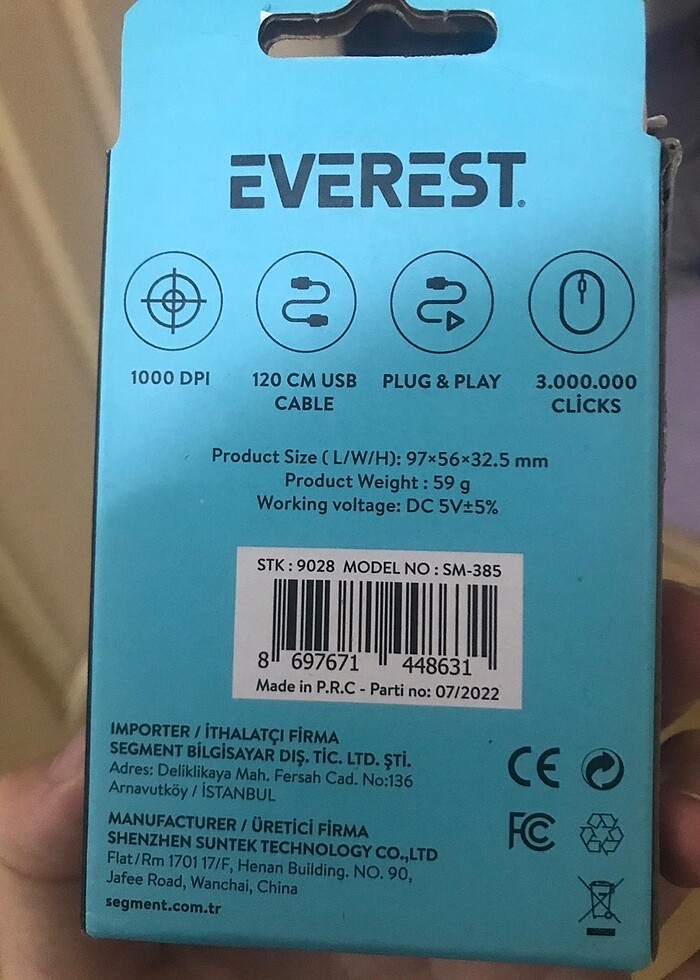 EVEREST®
1000 DPI
120 CM USB
CABLE
PLUG & PLAY
3.000.000
CLİCKS
Product Size ( L/W/H): 97×56×32.5 mm
Product Weight : 59 g
Working voltage: DC 5V±5%
STK : 9028 MODEL NO : SM-385
8 697671 448631
Made in P.R.C - Parti no: 07/2022
IMPORTER / İTHALATÇI FİRMA
SEGMENT BİLGİSAYAR DIŞ. TİC. LTD. ŞTİ.
Adres: Deliklikaya Mah. Fersah Cad. No:136
Arnavutköy / İSTANBUL
MANUFACTURER / ÜRETİCİ FİRMA
SHENZHEN SUNTEK TECHNOLOGY CO.,LTD
Flat/Rm 1701 17/F, Henan Building. NO. 90,
Jafee Road, Wanchai, China
segment.com.tr
CE
FC